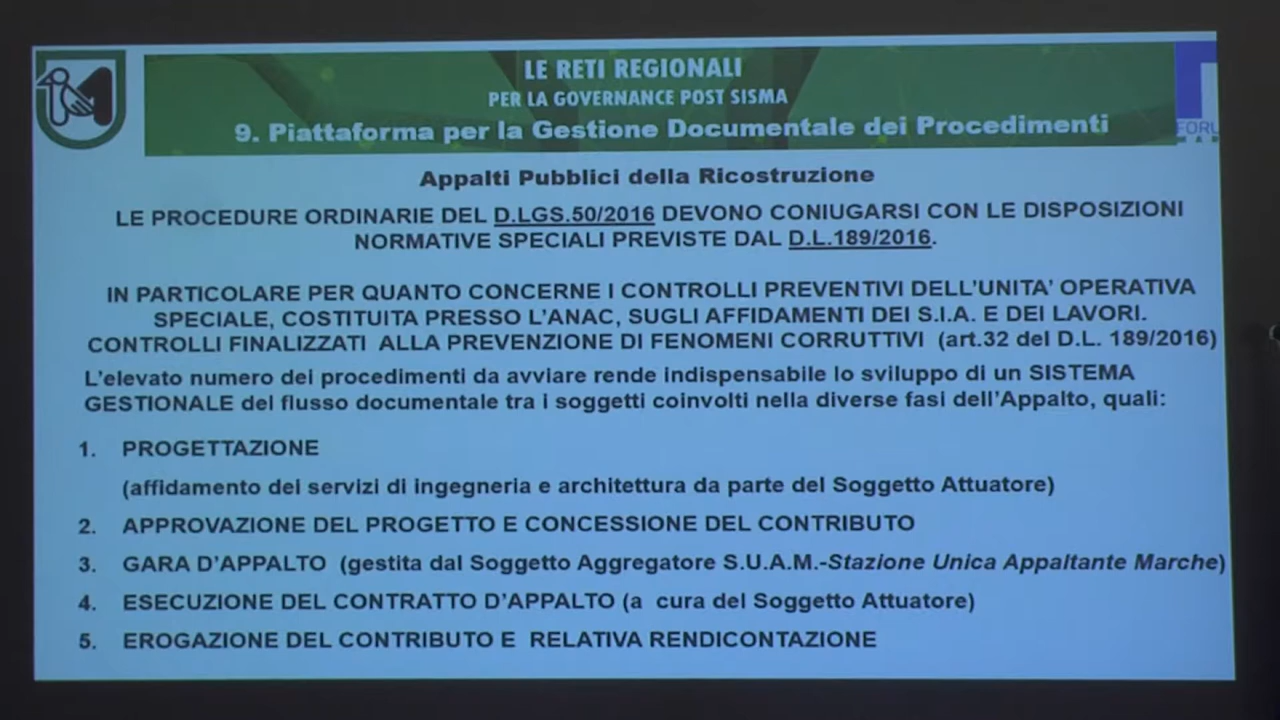 LE RETI REGIONALI
PER LA GOVERNANCE POST SISMA
9. Piattaforma per la Gestione Documentale dei Procedimenti
FORU
Appalti Pubblici della Ricostruzione
LE PROCEDURE ORDINARIE DEL D.LGS.50/2016 DEVONO CONIUGARSI CON LE DISPOSIZIONI
NORMATIVE SPECIALI PREVISTE DAL D.L.189/2016.
IN PARTICOLARE PER QUANTO CONCERNE I CONTROLLI PREVENTIVI DELL'UNITA' OPERATIVA
SPECIALE, COSTITUITA PRESSO L'ANAC, SUGLI AFFIDAMENTI DEI S.I.A. E DEI LAVORI.
CONTROLLI FINALIZZATI ALLA PREVENZIONE DI FENOMENI CORRUTTIVI (art.32 del D.L. 189/2016)
L'elevato numero dei procedimenti da avviare rende indispensabile lo sviluppo di un SISTEMA
GESTIONALE del flusso documentale tra i soggetti coinvolti nella diverse fasi dell'Appalto, quali:
1. PROGETTAZIONE
(affidamento dei servizi di ingegneria e architettura da parte del Soggetto Attuatore)
2. APPROVAZIONE DEL PROGETTO E CONCESSIONE DEL CONTRIBUTO
3. GARA D'APPALTO (gestita dal Soggetto Aggregatore S.U.A.M.-Stazione Unica Appaltante Marche)
4. ESECUZIONE DEL CONTRATTO D'APPALTO (a cura del Soggetto Attuatore)
5. EROGAZIONE DEL CONTRIBUTO E RELATIVA RENDICONTAZIONE